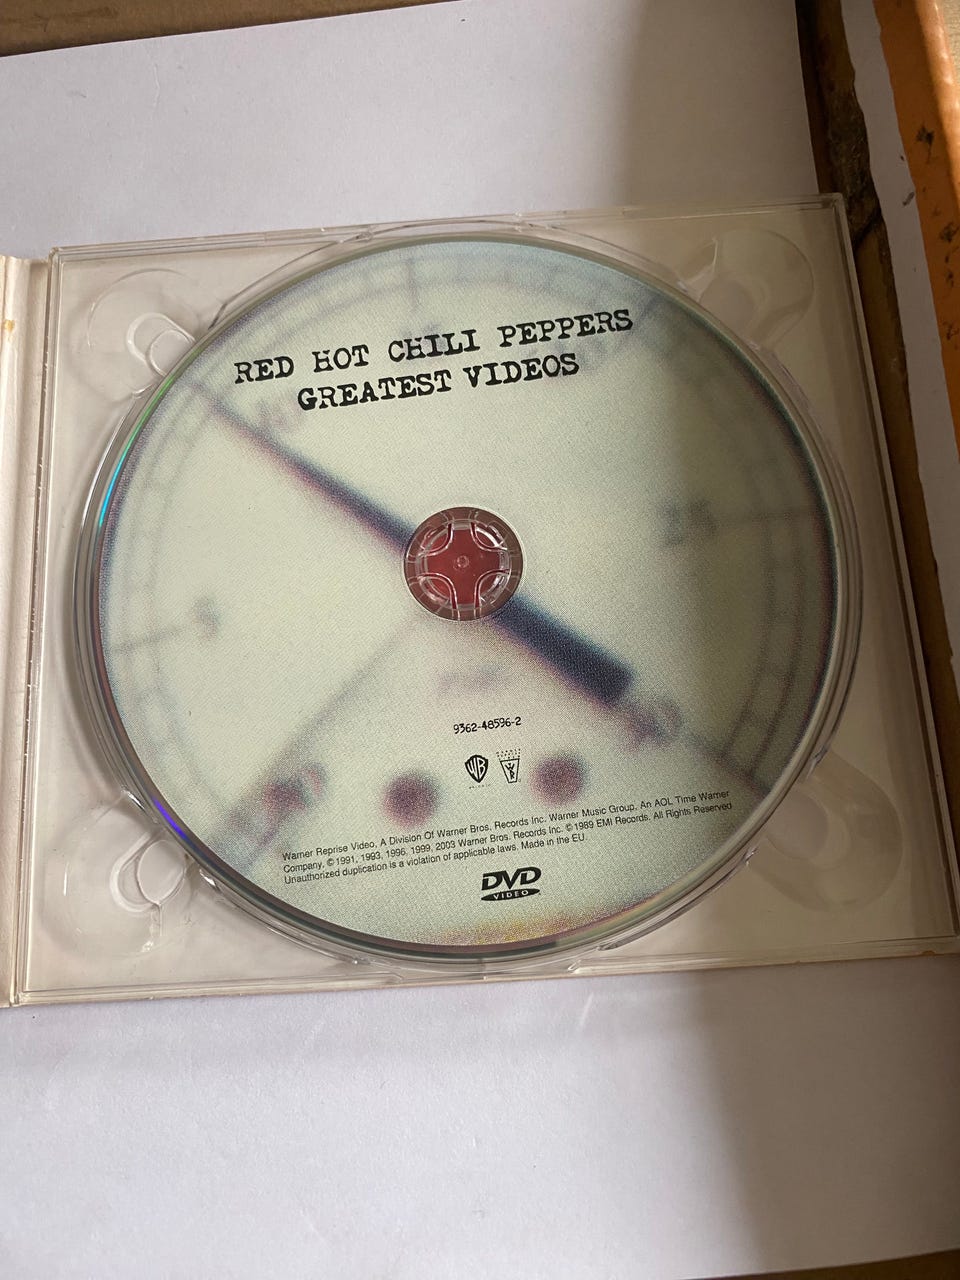 RED HOT CHILI PEPPERS
GREATEST VIDEOS
9362-48596-2
WB
Warner Reprise Video, A Division Of Warner Bros. Records Inc. Warner Music Group. An AOL Time Warner
Company. © 1991, 1993, 1996, 1999, 2003 Warner Bros. Records Inc. © 1989 EMI Records. All Rights Reserved
Unauthorized duplication is a violation of applicable laws. Made in the EU.
DVD
VIDEO